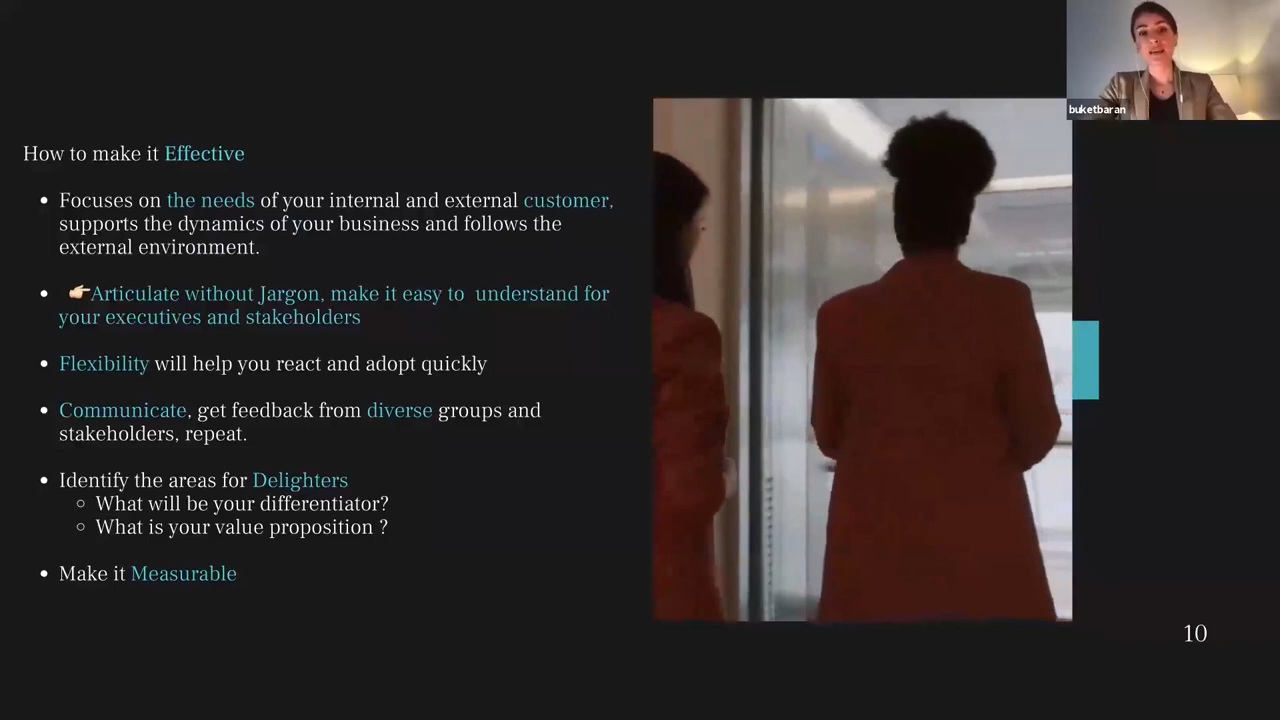 buketbaran
How to make it Effective
• Focuses on the needs of your internal and external customer,
supports the dynamics of your business and follows the
external environment.
• 👉🏻Articulate without Jargon, make it easy to  understand for
your executives and stakeholders
• Flexibility will help you react and adopt quickly
• Communicate, get feedback from diverse groups and
stakeholders, repeat.
• Identify the areas for Delighters
◦ What will be your differentiator?
◦ What is your value proposition ?
• Make it Measurable
10